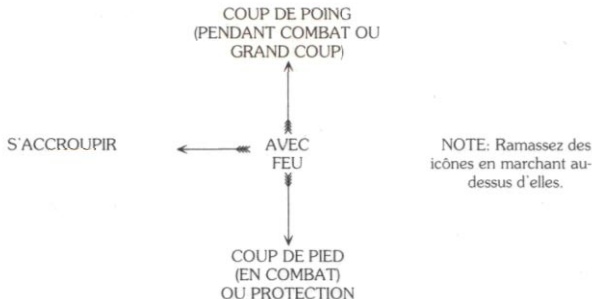 COUP DE POING
(PENDANT COMBAT OU
GRAND COUP)
S'ACCROUPIR
AVEC
FEU
NOTE: Ramassez des
icônes en marchant au-
dessus d'elles.
COUP DE PIED
(EN COMBAT)
OU PROTECTION